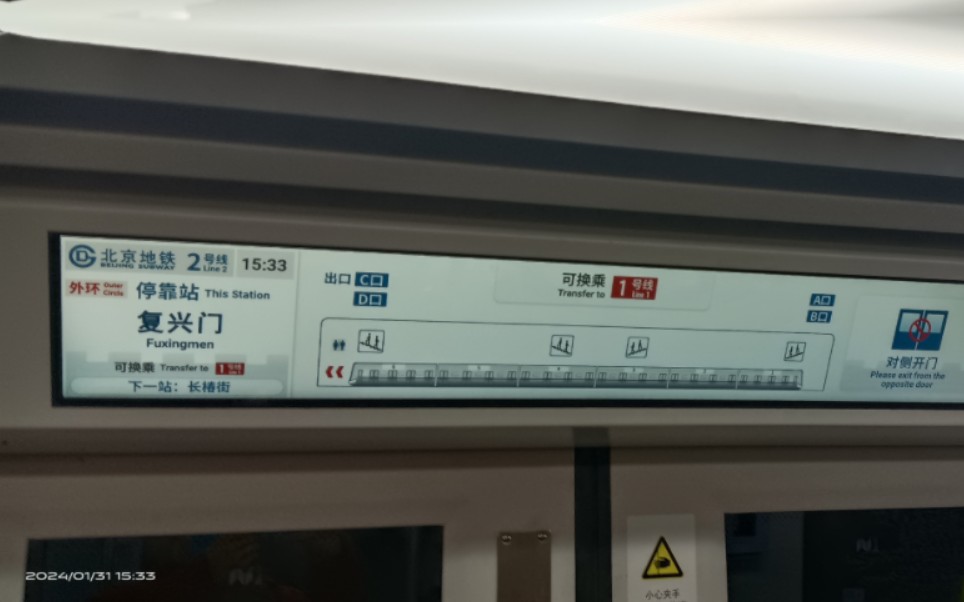 北京地铁
BEIJING SUBWAY
2号线
Line 2
15:33
外环 Outer Circle
停靠站 This Station
复兴门
Fuxingmen
可换乘 Transfer to 1号线
下一站：长椿街
出口 C口
D口
可换乘
Transfer to
1号线
Line 1
A口
B口
对侧开门
Please exit from the
opposite door
小心夹手
2024/01/31 15:33